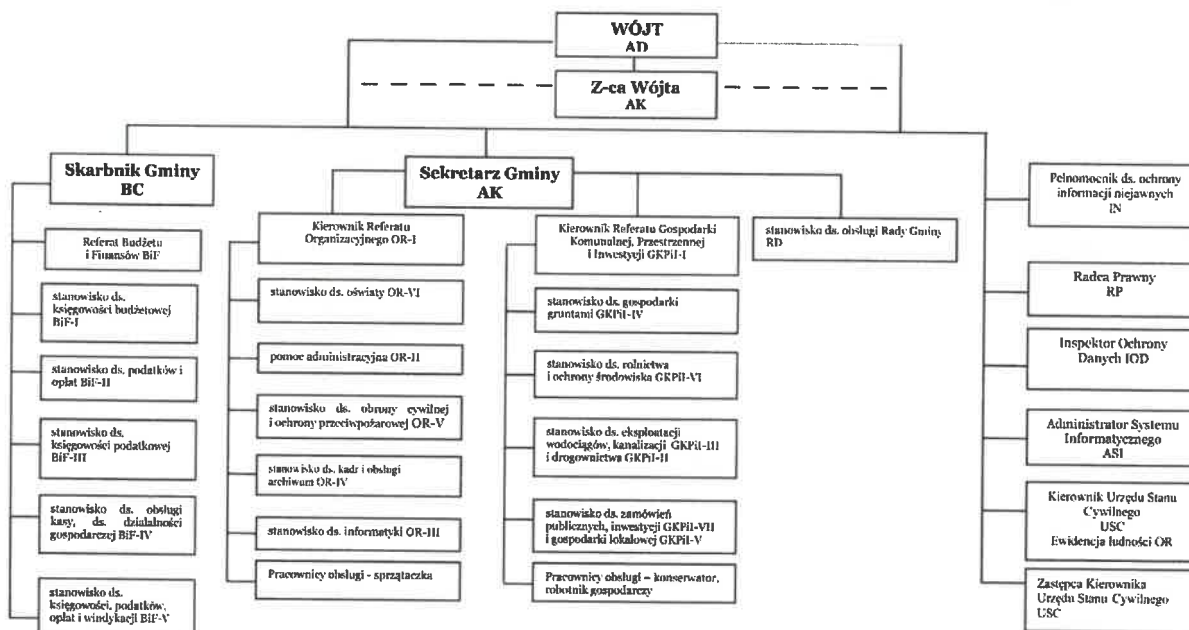 WÓJT
AD
Z-ca Wójta
AK
Skarbnik Gminy
BC
Referat Budżetu
i Finansów BiF
stanowisko ds.
księgowości budżetowej
BiF-I
stanowisko ds. podatków i
opłat BiF-II
stanowisko ds.
księgowości podatkowej
BiF-III
stanowisko ds. obsługi
kasy, ds. działalności
gospodarczej BiF-IV
stanowisko ds.
księgowości, podatków,
opłat i windykacji BiF-V
Sekretarz Gminy
AK
Kierownik Referatu
Organizacyjnego OR-I
stanowisko ds. oświaty OR-VI
pomoc administracyjna OR-II
stanowisko ds. obrony cywilnej
i ochrony przeciwpożarowej OR-V
stanowisko ds. kadr i obsługi
archiwum OR-IV
stanowisko ds. informatyki OR-III
Pracownicy obsługi - sprzątaczka
Kierownik Referatu Gospodarki
Komunalnej, Przestrzennej
i Inwestycji GKPiI-I
stanowisko ds. gospodarki
gruntami GKPiI-IV
stanowisko ds. rolnictwa
i ochrony środowiska GKPiI-VI
stanowisko ds. eksploatacji
wodociągów, kanalizacji GKPiI-III
i drogownictwa GKPiI-II
stanowisko ds. zamówień
publicznych, inwestycji GKPiI-VII
i gospodarki lokalowej GKPiI-V
Pracownicy obsługi – konserwator,
robotnik gospodarczy
stanowisko ds. obsługi Rady Gminy
RD
Pełnomocnik ds. ochrony
informacji niejawnych
IN
Radca Prawny
RP
Inspektor Ochrony
Danych IOD
Administrator Systemu
Informatycznego
ASI
Kierownik Urzędu Stanu
Cywilnego
USC
Ewidencja ludności OR
Zastępca Kierownika
Urzędu Stanu Cywilnego
USC